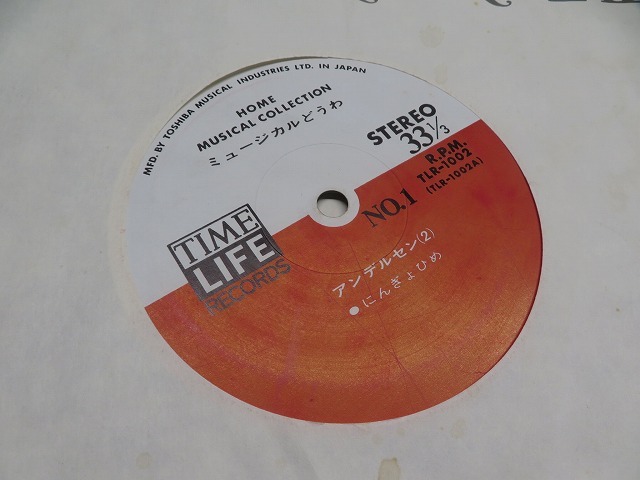 MFD. BY TOSHIBA MUSICAL INDUSTRIES LTD. IN JAPAN
HOME
MUSICAL COLLECTION
ミュージカルどうわ
STEREO
33 1/3
R.P.M.
TLR-1002
(TLR-1002A)
NO.1
TIME
LIFE
RECORDS
アンデルセン(2)
●にんぎょひめ